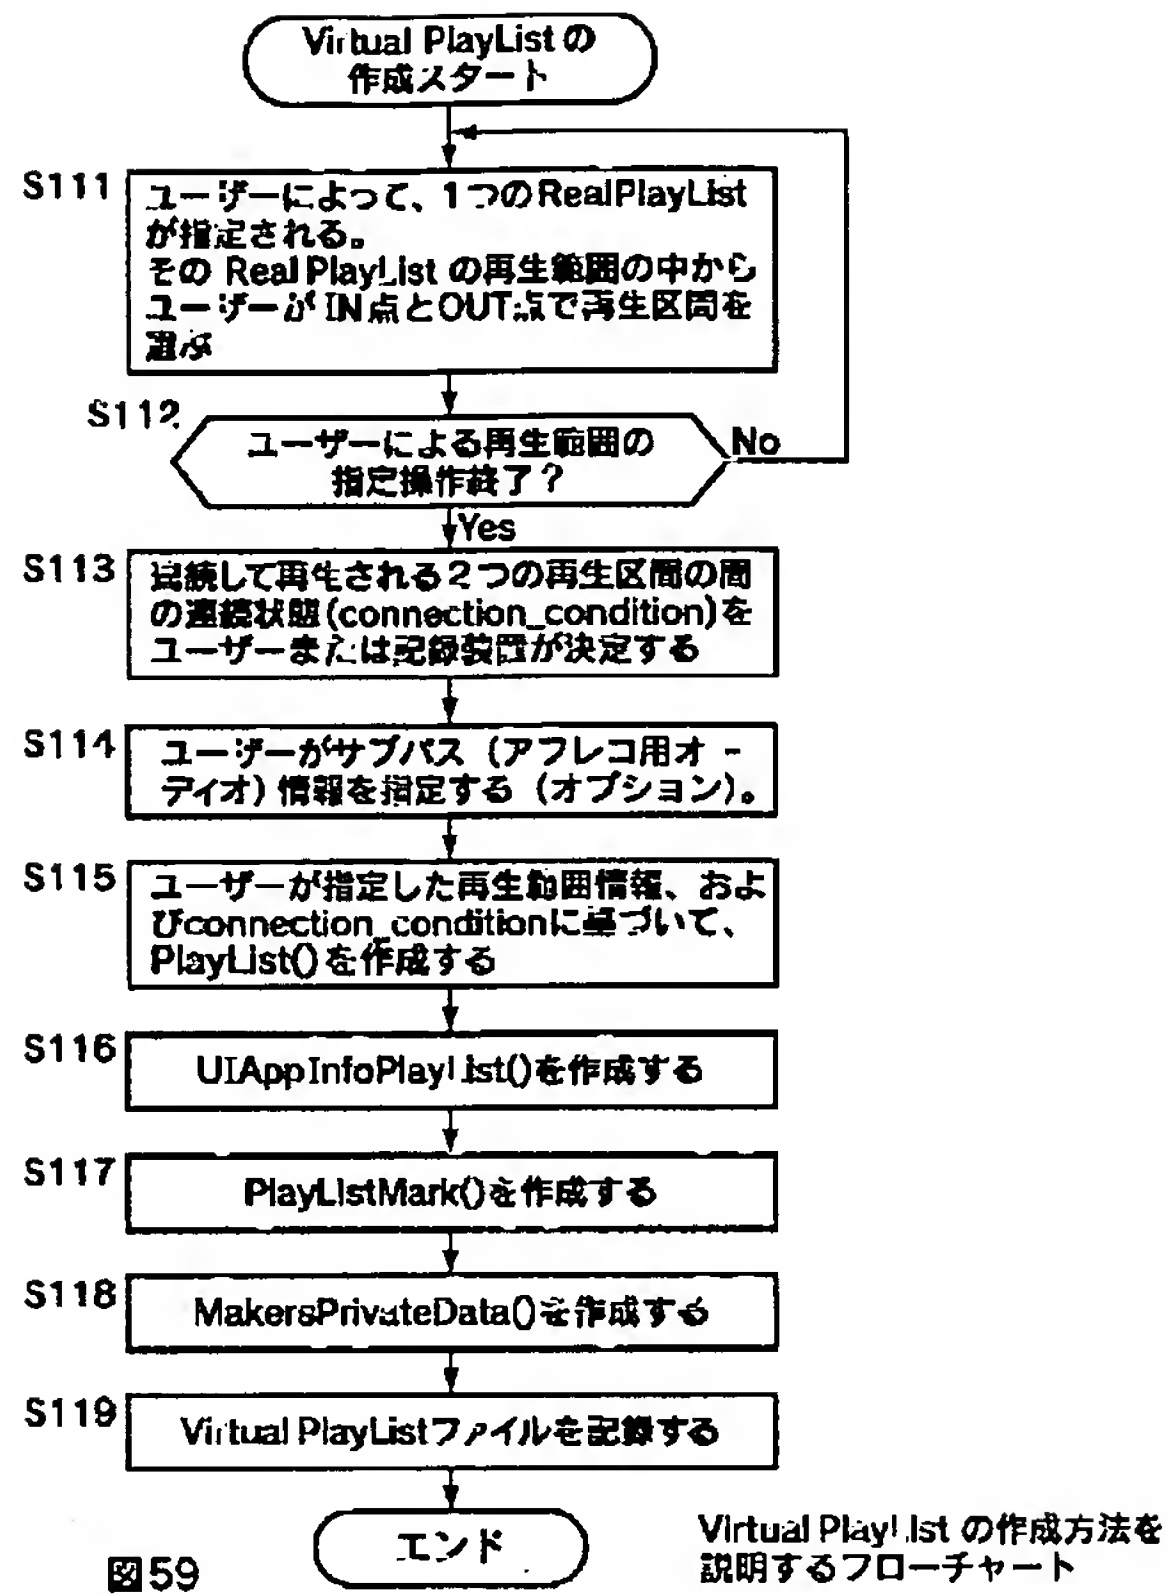 Virtual PlayList の
作成スタート
S111
ユーザーによって、1つのRealPlayList
が指定される。
その Real PlayList の再生範囲の中から
ユーザーが IN点とOUT点で再生区間を
選ぶ
S112
ユーザーによる再生範囲の
指定操作終了?
No
Yes
S113
連続して再生される2つの再生区間の間
の連続状態(connection_condition)を
ユーザーまたは記録装置が決定する
S114
ユーザーがサブパス (アフレコ用オー
ディオ) 情報を指定する (オプション)。
S115
ユーザーが指定した再生範囲情報、およ
びconnection_conditionに基づいて、
PlayList()を作成する
S116
UIAppInfoPlayList()を作成する
S117
PlayListMark()を作成する
S118
MakersPrivateData()を作成する
S119
Virtual PlayListファイルを記録する
エンド
図59
Virtual PlayList の作成方法を
説明するフローチャート